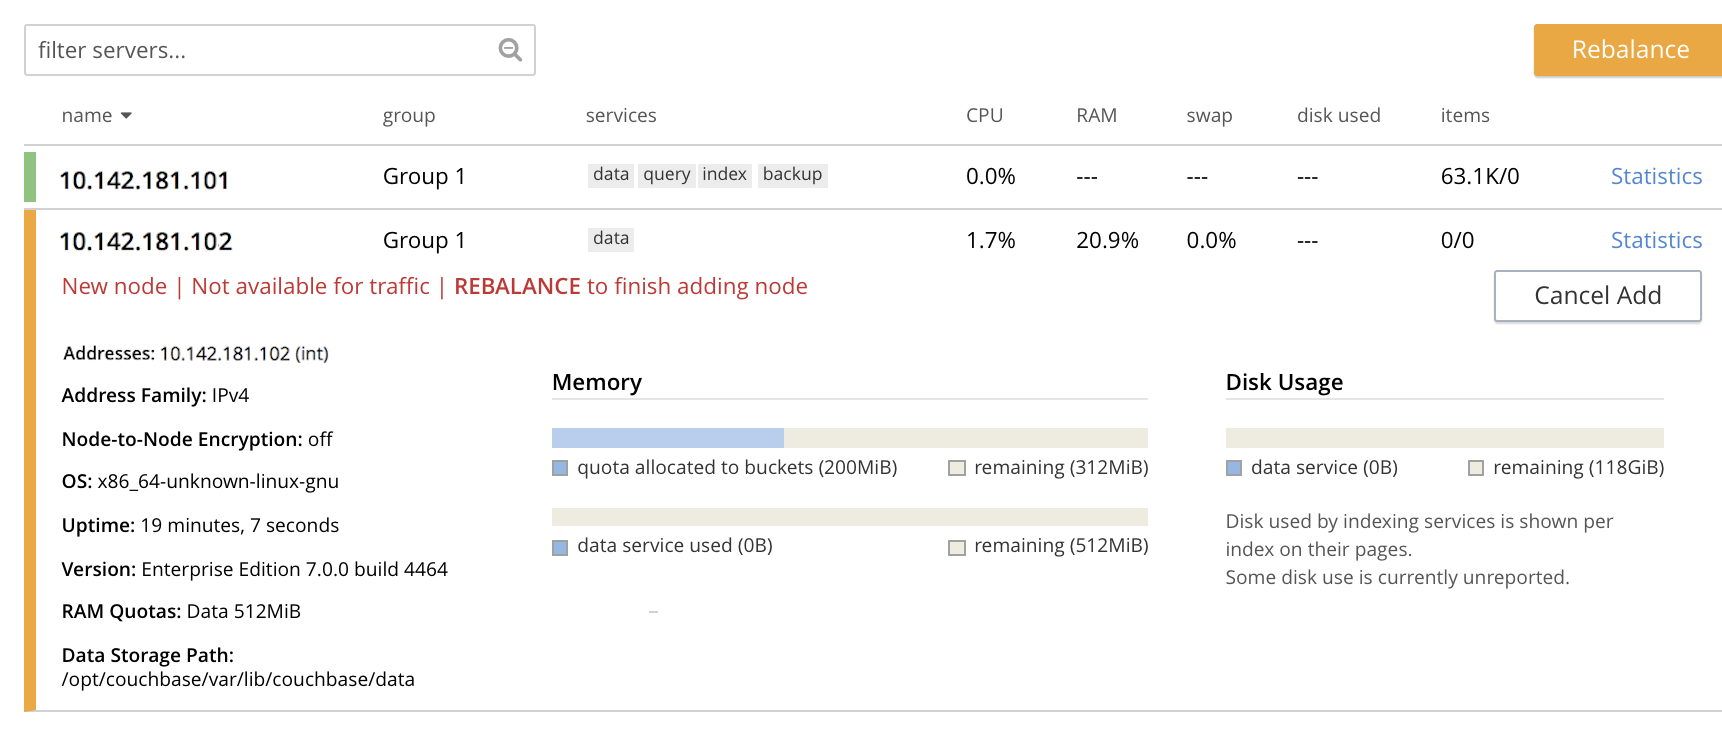 filter servers...
Rebalance
name group services CPU RAM swap disk used items
10.142.181.101 Group 1 data query index backup 0.0% --- --- --- 63.1K/0 Statistics
10.142.181.102 Group 1 data 1.7% 20.9% 0.0% --- 0/0 Statistics
New node | Not available for traffic | REBALANCE to finish adding node
Cancel Add
Addresses: 10.142.181.102 (int)
Address Family: IPv4
Node-to-Node Encryption: off
OS: x86_64-unknown-linux-gnu
Uptime: 19 minutes, 7 seconds
Version: Enterprise Edition 7.0.0 build 4464
RAM Quotas: Data 512MiB
Data Storage Path:
/opt/couchbase/var/lib/couchbase/data
Memory
quota allocated to buckets (200MiB) remaining (312MiB)
data service used (0B) remaining (512MiB)
Disk Usage
data service (0B) remaining (118GiB)
Disk used by indexing services is shown per
index on their pages.
Some disk use is currently unreported.